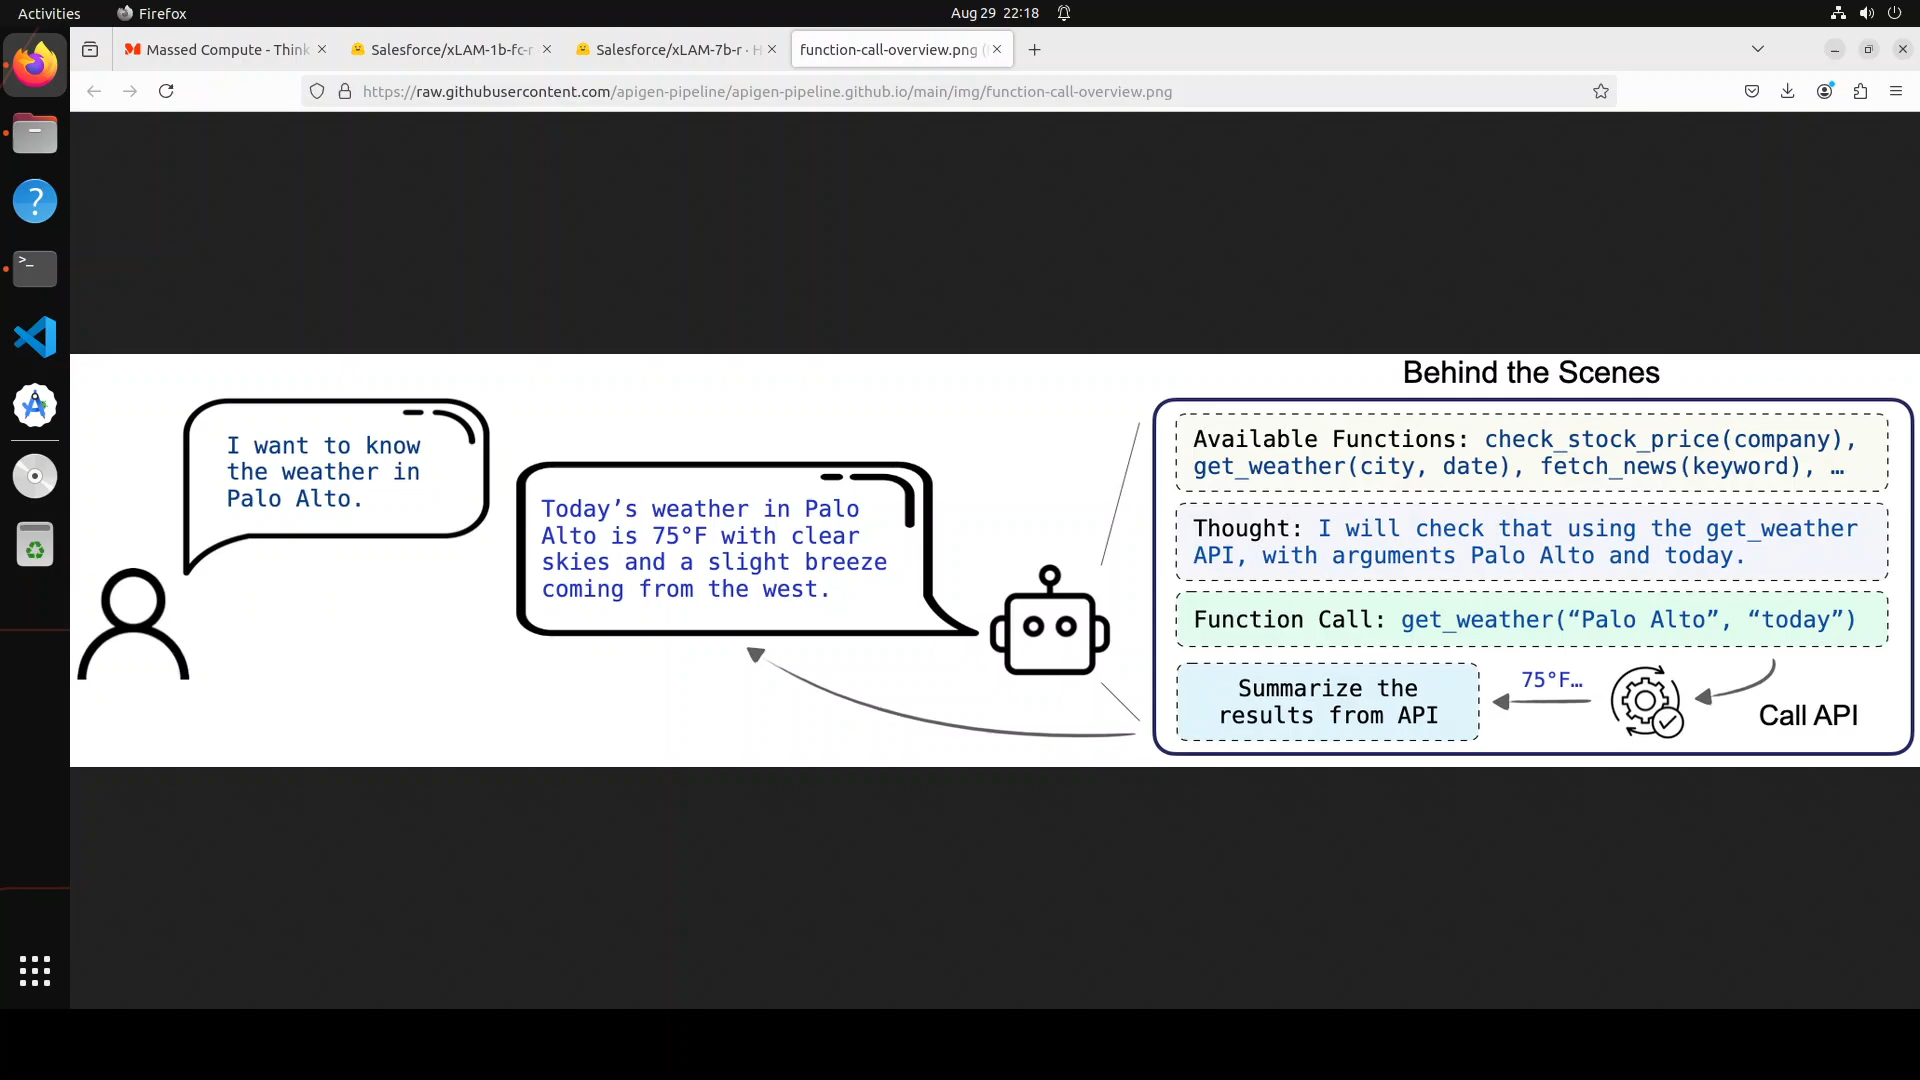 Activities
Firefox
Aug 29 22:18
Massed Compute - Think
Salesforce/xLAM-1b-fc-r
Salesforce/xLAM-7b-r · H
function-call-overview.png (
https://raw.githubusercontent.com/apigen-pipeline/apigen-pipeline.github.io/main/img/function-call-overview.png
I want to know
the weather in
Palo Alto.
Today’s weather in Palo
Alto is 75°F with clear
skies and a slight breeze
coming from the west.
Behind the Scenes
Available Functions: check_stock_price(company),
get_weather(city, date), fetch_news(keyword), …
Thought: I will check that using the get_weather
API, with arguments Palo Alto and today.
Function Call: get_weather(“Palo Alto”, “today”)
Summarize the
results from API
75°F…
Call API